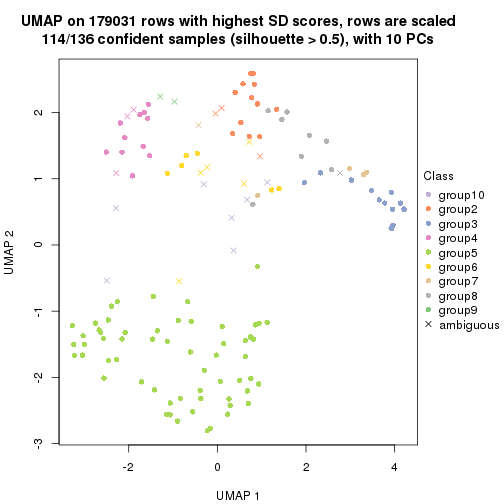 UMAP on 179031 rows with highest SD scores, rows are scaled
114/136 confident samples (silhouette > 0.5), with 10 PCs
2
1
0
-1
-2
-3
UMAP 2
-2
0
2
4
UMAP 1
Class
group10
group2
group3
group4
group5
group6
group7
group8
group9
ambiguous